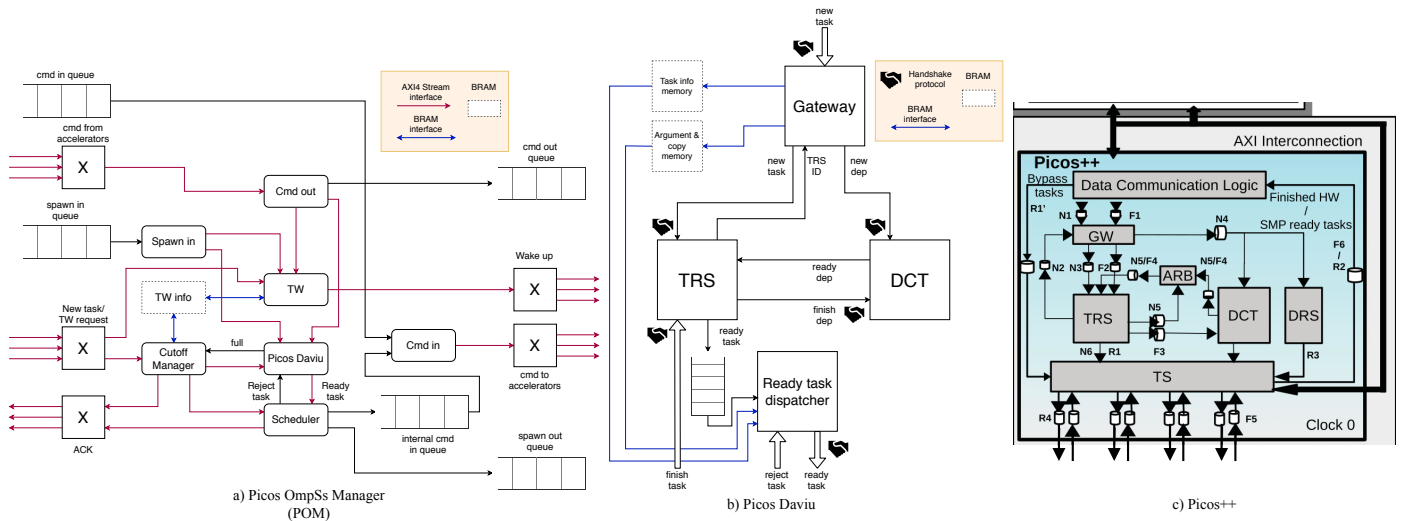 cmd in queue
cmd from
accelerators
X
spawn in
queue
Spawn in
New task/
TW request
X
X
ACK
TW info
Cutoff
Manager
full
Reject
task
Ready
task
Cmd out
TW
Picos Daviu
Scheduler
AXI4 Stream
interface
BRAM
BRAM
interface
cmd out
queue
Wake up
X
Cmd in
X
cmd to
accelerators
internal cmd
in queue
spawn out
queue
a) Picos OmpSs Manager
(POM)
new
task
Task info
memory
Argument &
copy
memory
Gateway
Handshake
protocol
BRAM
BRAM
interface
new
task
TRS
ID
new
dep
TRS
DCT
ready
dep
finish
dep
ready
task
Ready task
dispatcher
finish
task
reject
task
ready
task
b) Picos Daviu
AXI Interconnection
Picos++
Bypass
tasks
R1'
Data Communication Logic
Finished HW
/
SMP ready tasks
N1
F1
N4
GW
F6
/
R2
N2
N3
F2
N5/F4
N5/F4
ARB
TRS
N5
F3
DCT
DRS
N6
R1
R3
TS
R4
F5
Clock 0
c) Picos++